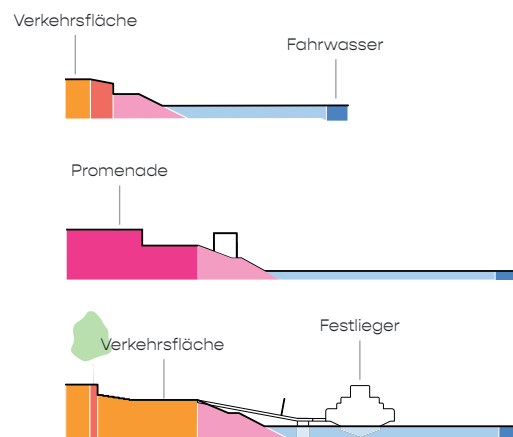 Verkehrsfläche
Fahrwasser
Promenade
Festlieger
Verkehrsfläche